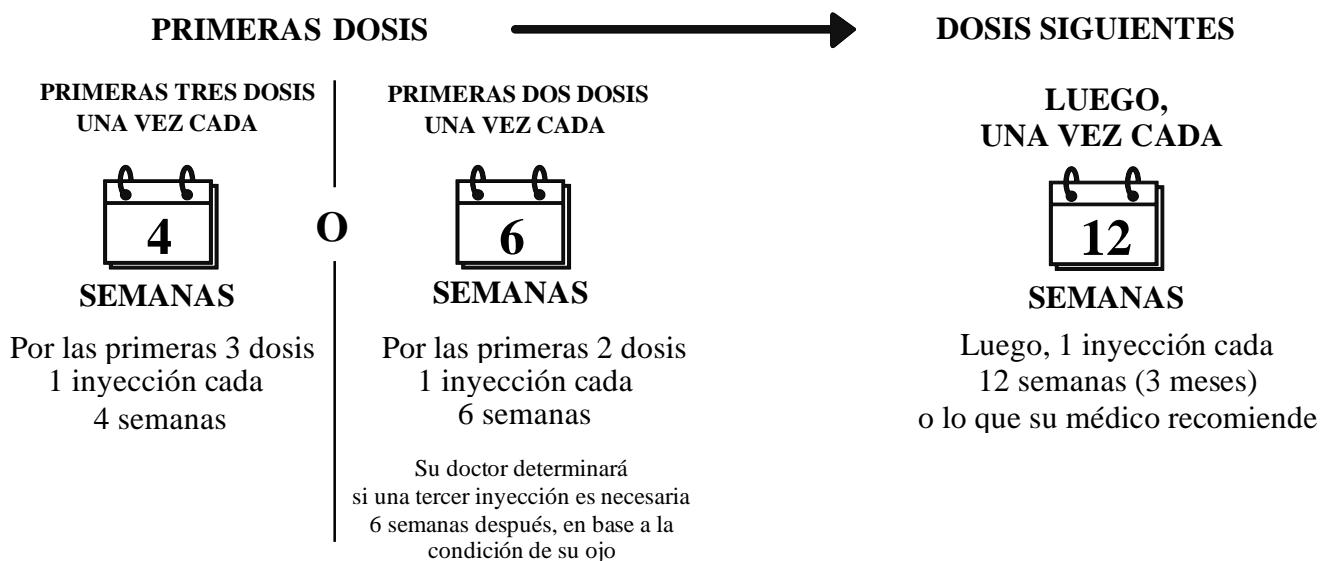 PRIMERAS DOSIS
PRIMERAS TRES DOSIS
UNA VEZ CADA
4
SEMANAS
Por las primeras 3 dosis
1 inyección cada
4 semanas
O
PRIMERAS DOS DOSIS
UNA VEZ CADA
6
SEMANAS
Por las primeras 2 dosis
1 inyección cada
6 semanas
Su doctor determinará
si una tercer inyección es necesaria
6 semanas después, en base a la
condición de su ojo
DOSIS SIGUIENTES
LUEGO,
UNA VEZ CADA
12
SEMANAS
Luego, 1 inyección cada
12 semanas (3 meses)
o lo que su médico recomiende